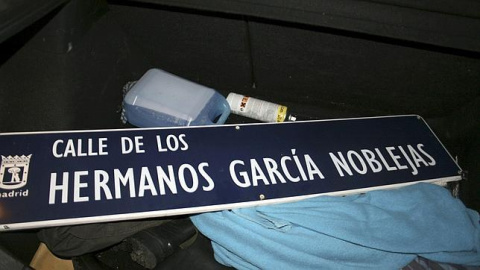 CALLE DE LOS
HERMANOS GARCÍA NOBLEJAS
madrid